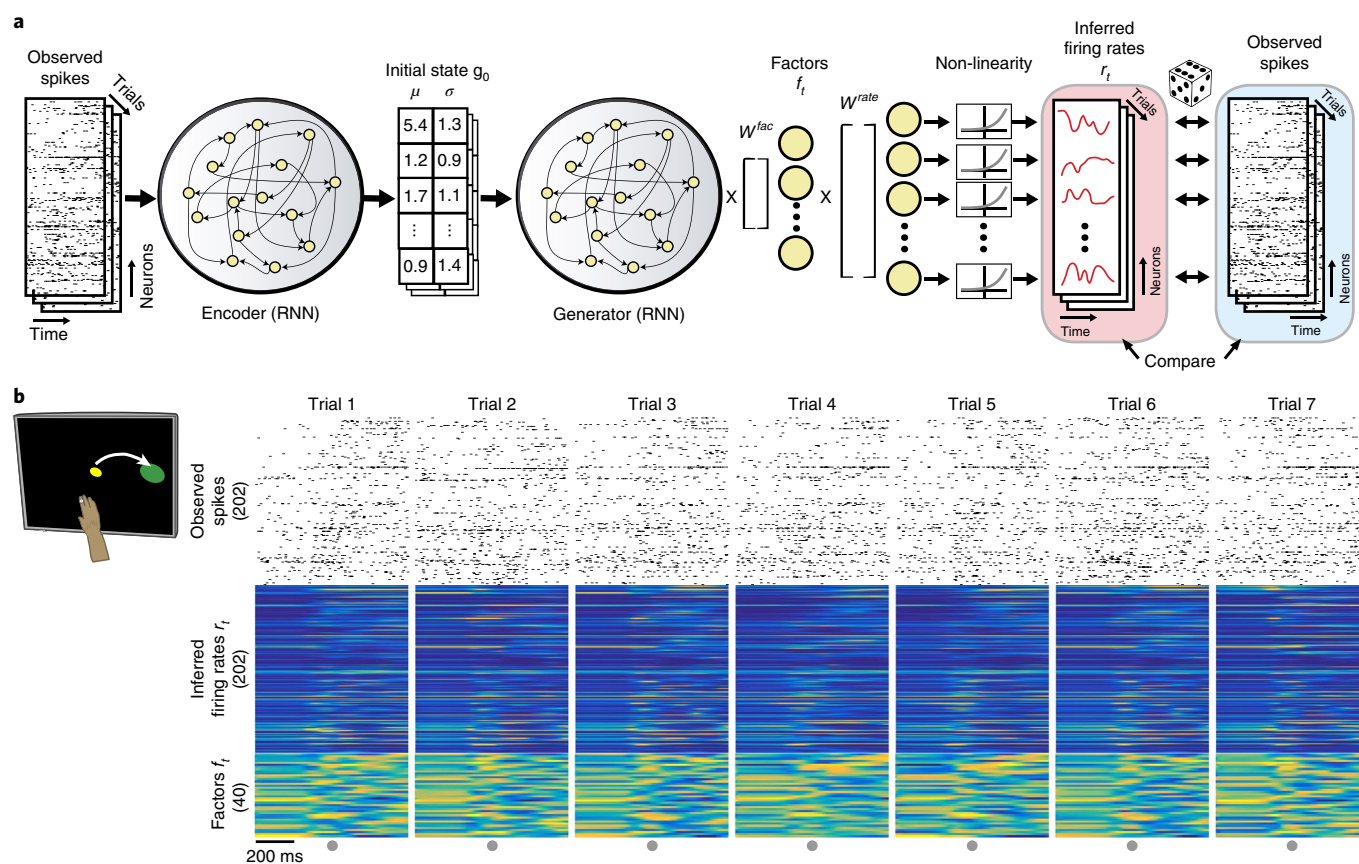 a
Observed
spikes
Trials
Neurons
Time
Encoder (RNN)
Initial state g0
μ σ
5.4 1.3
1.2 0.9
1.7 1.1
⋮ ⋮
0.9 1.4
Generator (RNN)
X
W^fac
Factors
f_t
X
W^rate
Non-linearity
Inferred
firing rates
r_t
Trials
Neurons
Time
Observed
spikes
Trials
Neurons
Time
Compare
b
Trial 1 Trial 2 Trial 3 Trial 4 Trial 5 Trial 6 Trial 7
Observed
spikes
(202)
Inferred
firing rates r_t
(202)
Factors f_t
(40)
200 ms